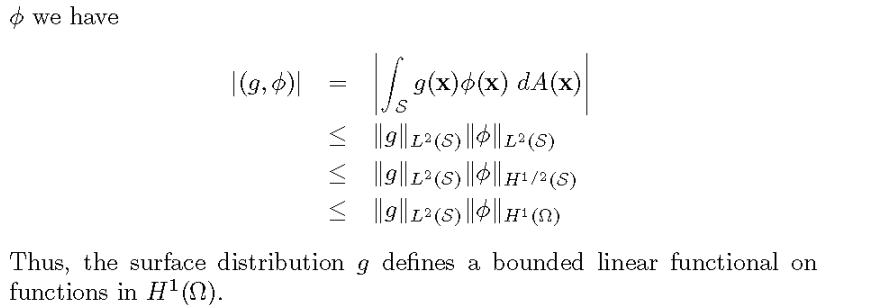 ϕ we have
|(g, ϕ)| = |∫_𝒮 g(𝐱)ϕ(𝐱) dA(𝐱)|
≤ ‖g‖_{L²(𝒮)}‖ϕ‖_{L²(𝒮)}
≤ ‖g‖_{L²(𝒮)}‖ϕ‖_{H^{1/2}(𝒮)}
≤ ‖g‖_{L²(𝒮)}‖ϕ‖_{H¹(Ω)}
Thus, the surface distribution g defines a bounded linear functional on
functions in H¹(Ω).